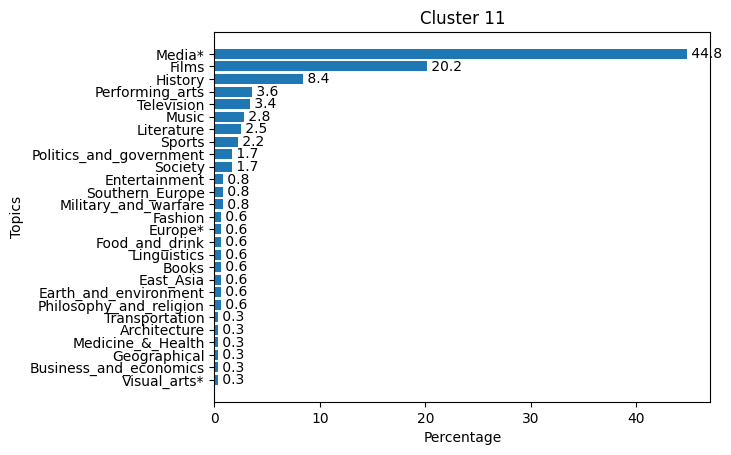 Cluster 11
Media* 44.8
Films 20.2
History 8.4
Performing_arts 3.6
Television 3.4
Music 2.8
Literature 2.5
Sports 2.2
Politics_and_government 1.7
Society 1.7
Entertainment 0.8
Southern_Europe 0.8
Military_and_warfare 0.8
Fashion 0.6
Europe* 0.6
Food_and_drink 0.6
Linguistics 0.6
Books 0.6
East_Asia 0.6
Earth_and_environment 0.6
Philosophy_and_religion 0.6
Transportation 0.3
Architecture 0.3
Medicine_&_Health 0.3
Geographical 0.3
Business_and_economics 0.3
Visual_arts* 0.3
Topics
0 10 20 30 40
Percentage